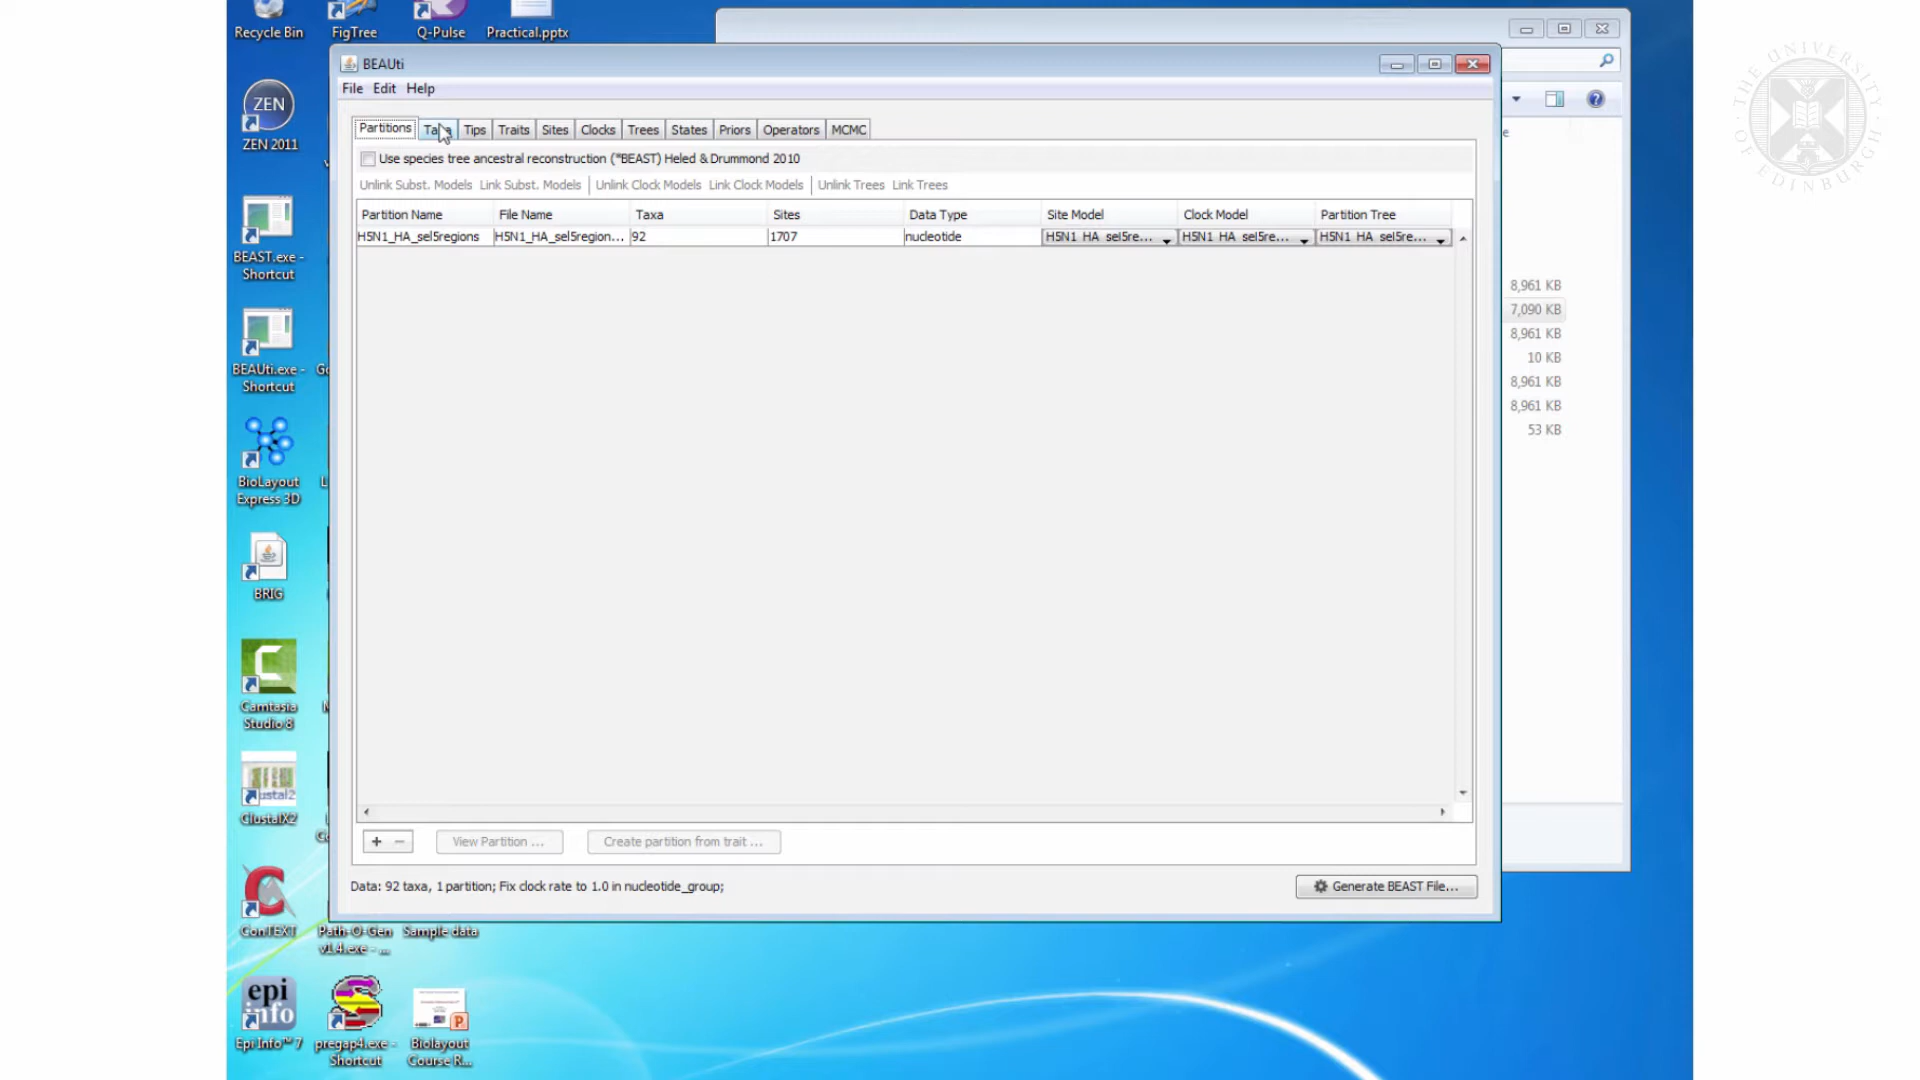 Recycle Bin
FigTree
Q-Pulse
Practical.pptx
THE UNIVERSITY OF EDINBURGH
BEAUti
File Edit Help
ZEN
ZEN 2011
Partitions Taxa Tips Traits Sites Clocks Trees States Priors Operators MCMC
Use species tree ancestral reconstruction (*BEAST) Heled & Drummond 2010
Unlink Subst. Models Link Subst. Models Unlink Clock Models Link Clock Models Unlink Trees Link Trees
Partition Name File Name Taxa Sites Data Type Site Model Clock Model Partition Tree
H5N1_HA_sel5regions H5N1_HA_sel5region... 92 1707 nucleotide H5N1_HA_sel5re... H5N1_HA_sel5re... H5N1_HA_sel5re...
BEAST.exe -
Shortcut
8,961 KB
7,090 KB
8,961 KB
10 KB
8,961 KB
8,961 KB
53 KB
BEAUti.exe -
Shortcut
BioLayout
Express 3D
BRIG
Camtasia
Studio 8
ClustalX2
+ - View Partition ... Create partition from trait ...
Data: 92 taxa, 1 partition; Fix clock rate to 1.0 in nucleotide_group;
Generate BEAST File...
ConTEXT
Path-O-Gen
v1.4.exe - ...
Sample data
epi
info
Epi Info™ 7
pregap4.exe -
Shortcut
Biolayout
Course R...